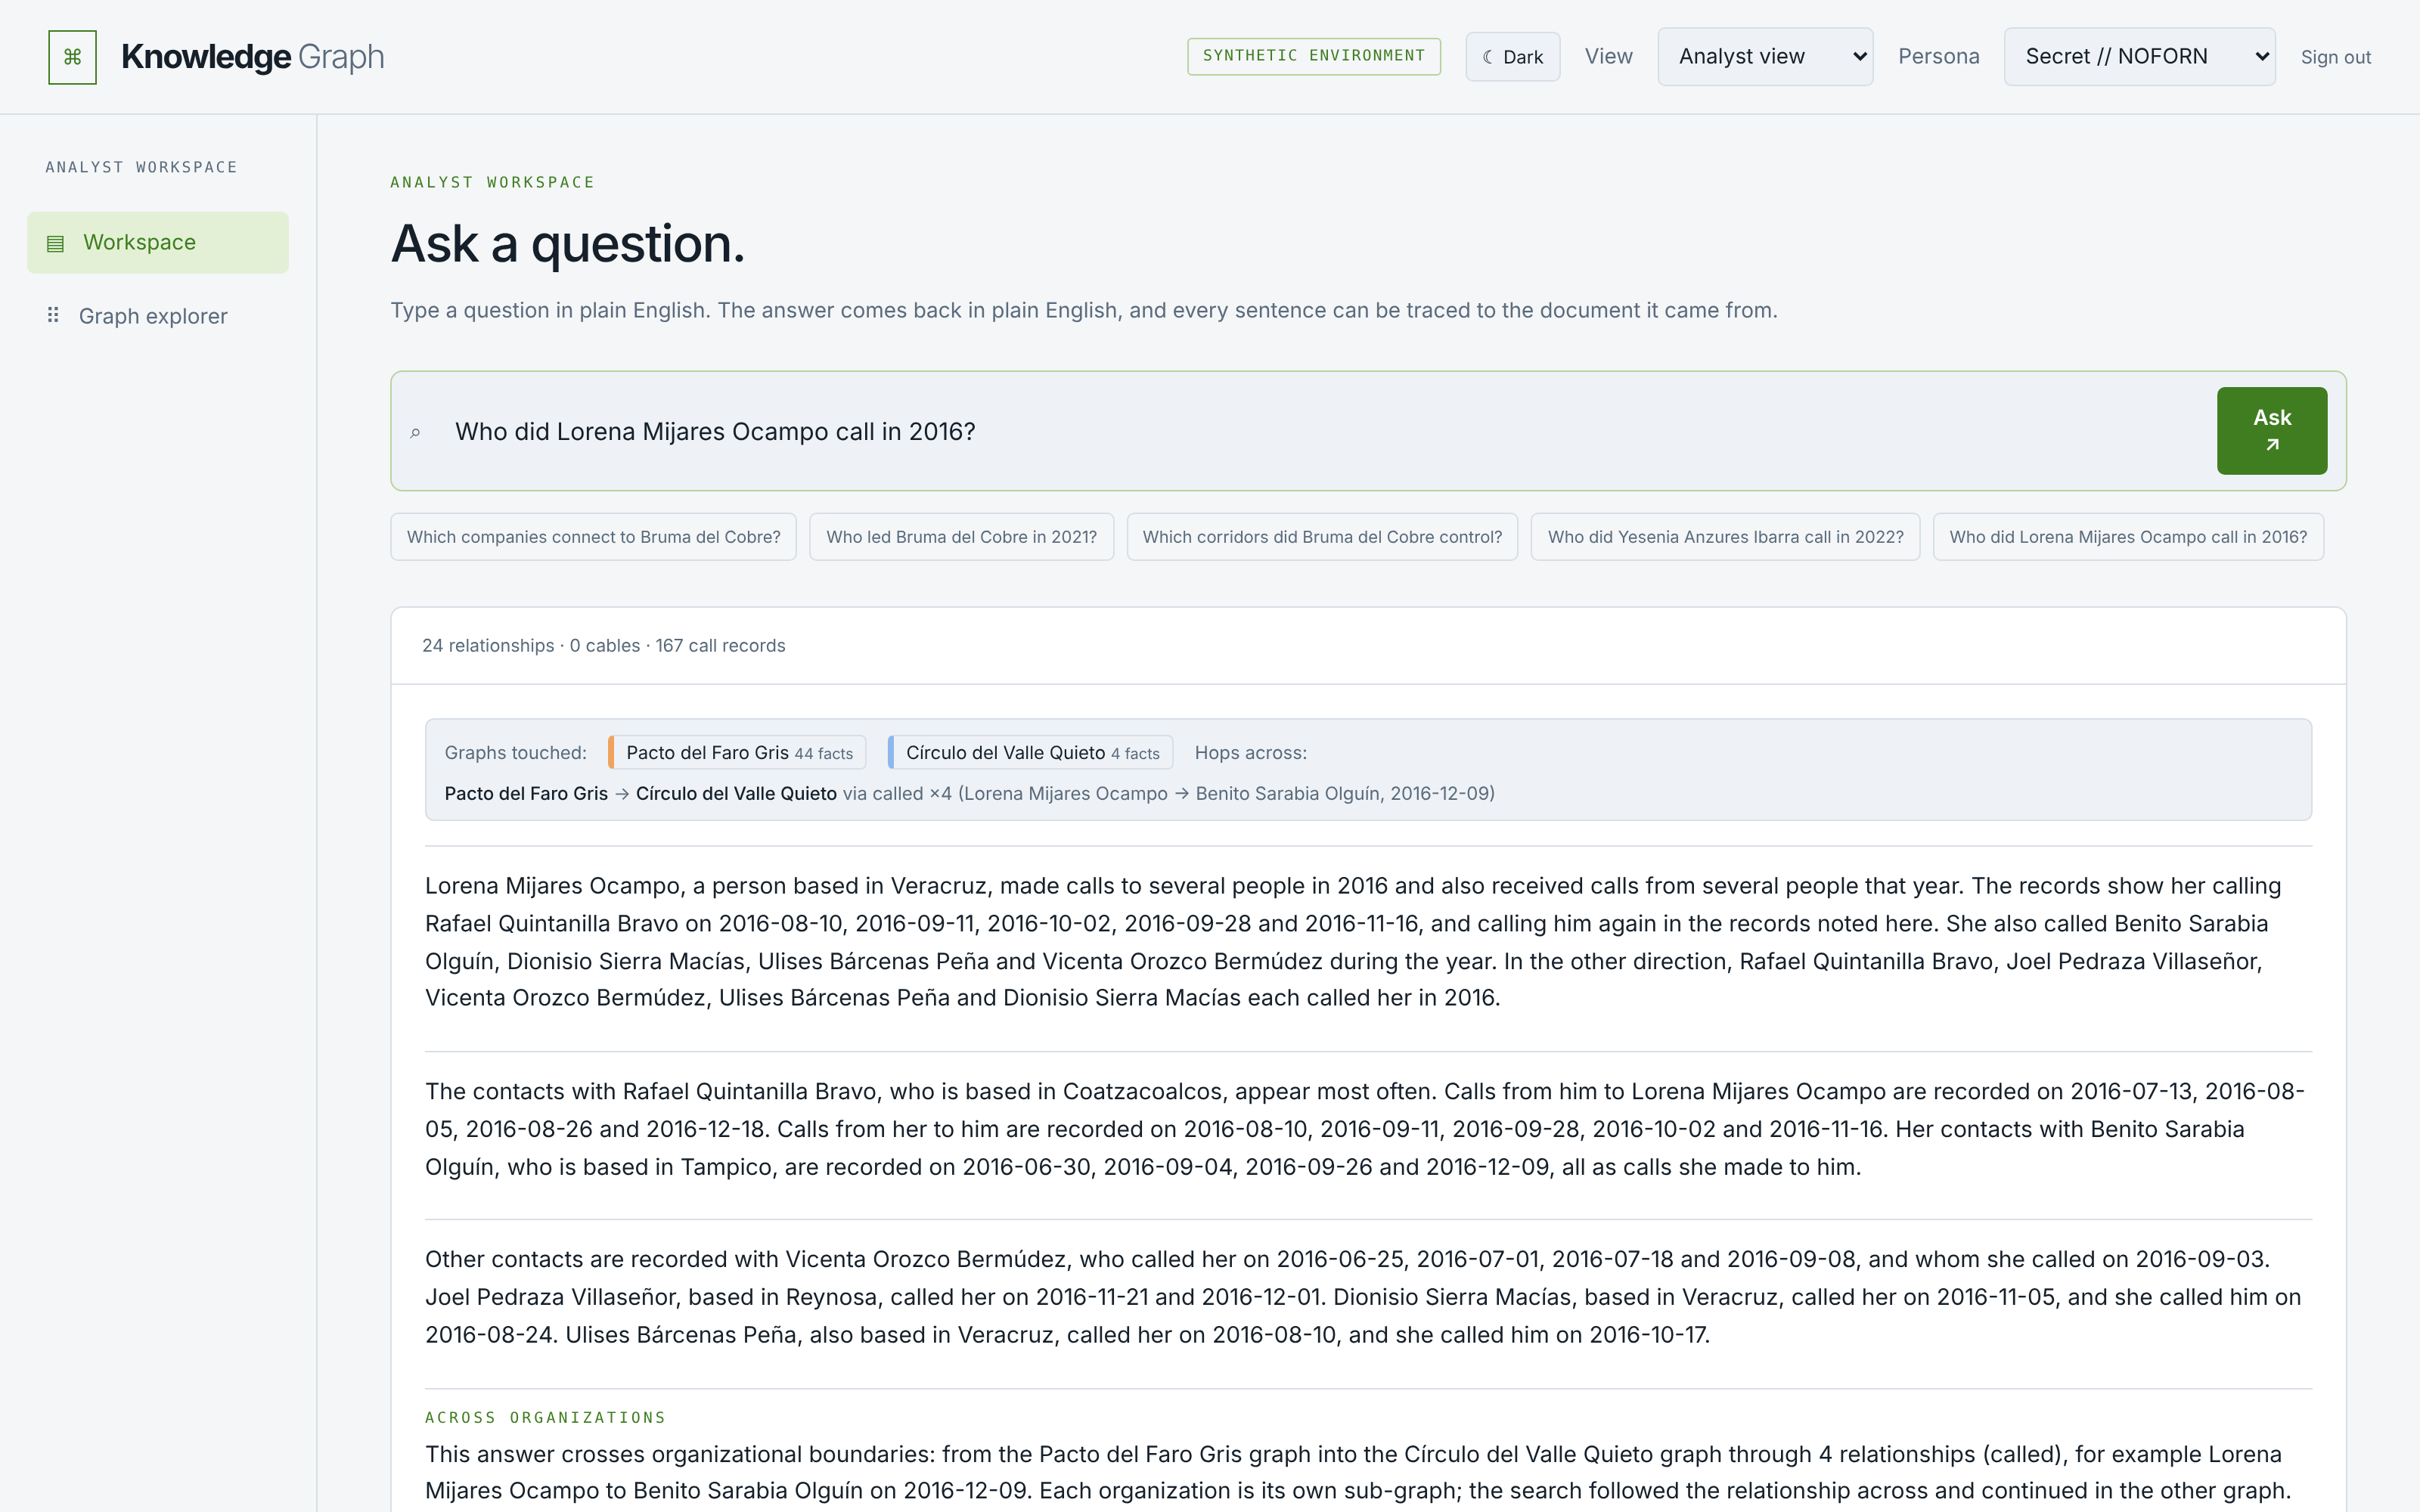 ⌘ Knowledge Graph
SYNTHETIC ENVIRONMENT
☾ Dark
View
Analyst view
Persona
Secret // NOFORN
Sign out
ANALYST WORKSPACE
Workspace
Graph explorer
ANALYST WORKSPACE
Ask a question.
Type a question in plain English. The answer comes back in plain English, and every sentence can be traced to the document it came from.
Who did Lorena Mijares Ocampo call in 2016?
Ask
↗
Which companies connect to Bruma del Cobre?
Who led Bruma del Cobre in 2021?
Which corridors did Bruma del Cobre control?
Who did Yesenia Anzures Ibarra call in 2022?
Who did Lorena Mijares Ocampo call in 2016?
24 relationships · 0 cables · 167 call records
Graphs touched: Pacto del Faro Gris 44 facts Círculo del Valle Quieto 4 facts Hops across:
Pacto del Faro Gris → Círculo del Valle Quieto via called ×4 (Lorena Mijares Ocampo → Benito Sarabia Olguín, 2016-12-09)
Lorena Mijares Ocampo, a person based in Veracruz, made calls to several people in 2016 and also received calls from several people that year. The records show her calling
Rafael Quintanilla Bravo on 2016-08-10, 2016-09-11, 2016-10-02, 2016-09-28 and 2016-11-16, and calling him again in the records noted here. She also called Benito Sarabia
Olguín, Dionisio Sierra Macías, Ulises Bárcenas Peña and Vicenta Orozco Bermúdez during the year. In the other direction, Rafael Quintanilla Bravo, Joel Pedraza Villaseñor,
Vicenta Orozco Bermúdez, Ulises Bárcenas Peña and Dionisio Sierra Macías each called her in 2016.
The contacts with Rafael Quintanilla Bravo, who is based in Coatzacoalcos, appear most often. Calls from him to Lorena Mijares Ocampo are recorded on 2016-07-13, 2016-08-
05, 2016-08-26 and 2016-12-18. Calls from her to him are recorded on 2016-08-10, 2016-09-11, 2016-09-28, 2016-10-02 and 2016-11-16. Her contacts with Benito Sarabia
Olguín, who is based in Tampico, are recorded on 2016-06-30, 2016-09-04, 2016-09-26 and 2016-12-09, all as calls she made to him.
Other contacts are recorded with Vicenta Orozco Bermúdez, who called her on 2016-06-25, 2016-07-01, 2016-07-18 and 2016-09-08, and whom she called on 2016-09-03.
Joel Pedraza Villaseñor, based in Reynosa, called her on 2016-11-21 and 2016-12-01. Dionisio Sierra Macías, based in Veracruz, called her on 2016-11-05, and she called him on
2016-08-24. Ulises Bárcenas Peña, also based in Veracruz, called her on 2016-08-10, and she called him on 2016-10-17.
ACROSS ORGANIZATIONS
This answer crosses organizational boundaries: from the Pacto del Faro Gris graph into the Círculo del Valle Quieto graph through 4 relationships (called), for example Lorena
Mijares Ocampo to Benito Sarabia Olguín on 2016-12-09. Each organization is its own sub-graph; the search followed the relationship across and continued in the other graph.